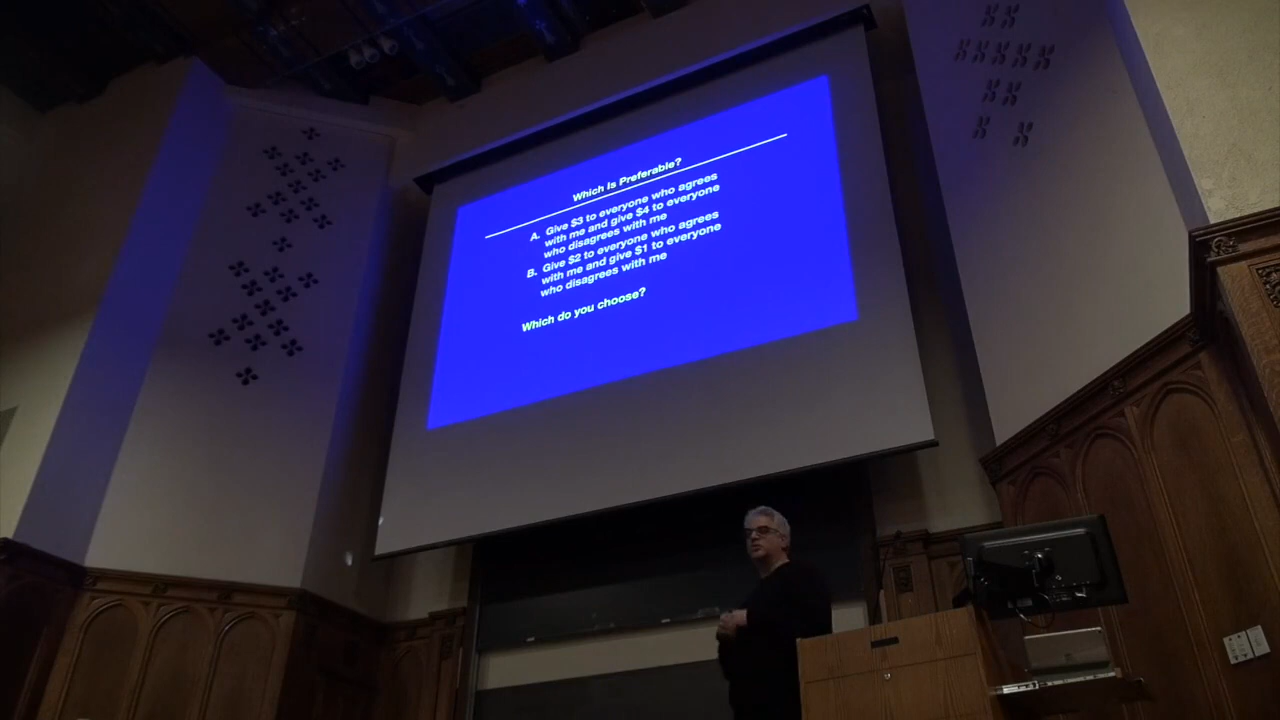 Which Is Preferable?
A. Give $3 to everyone who agrees
with me and give $4 to everyone
who disagrees with me
B. Give $2 to everyone who agrees
with me and give $1 to everyone
who disagrees with me
Which do you choose?